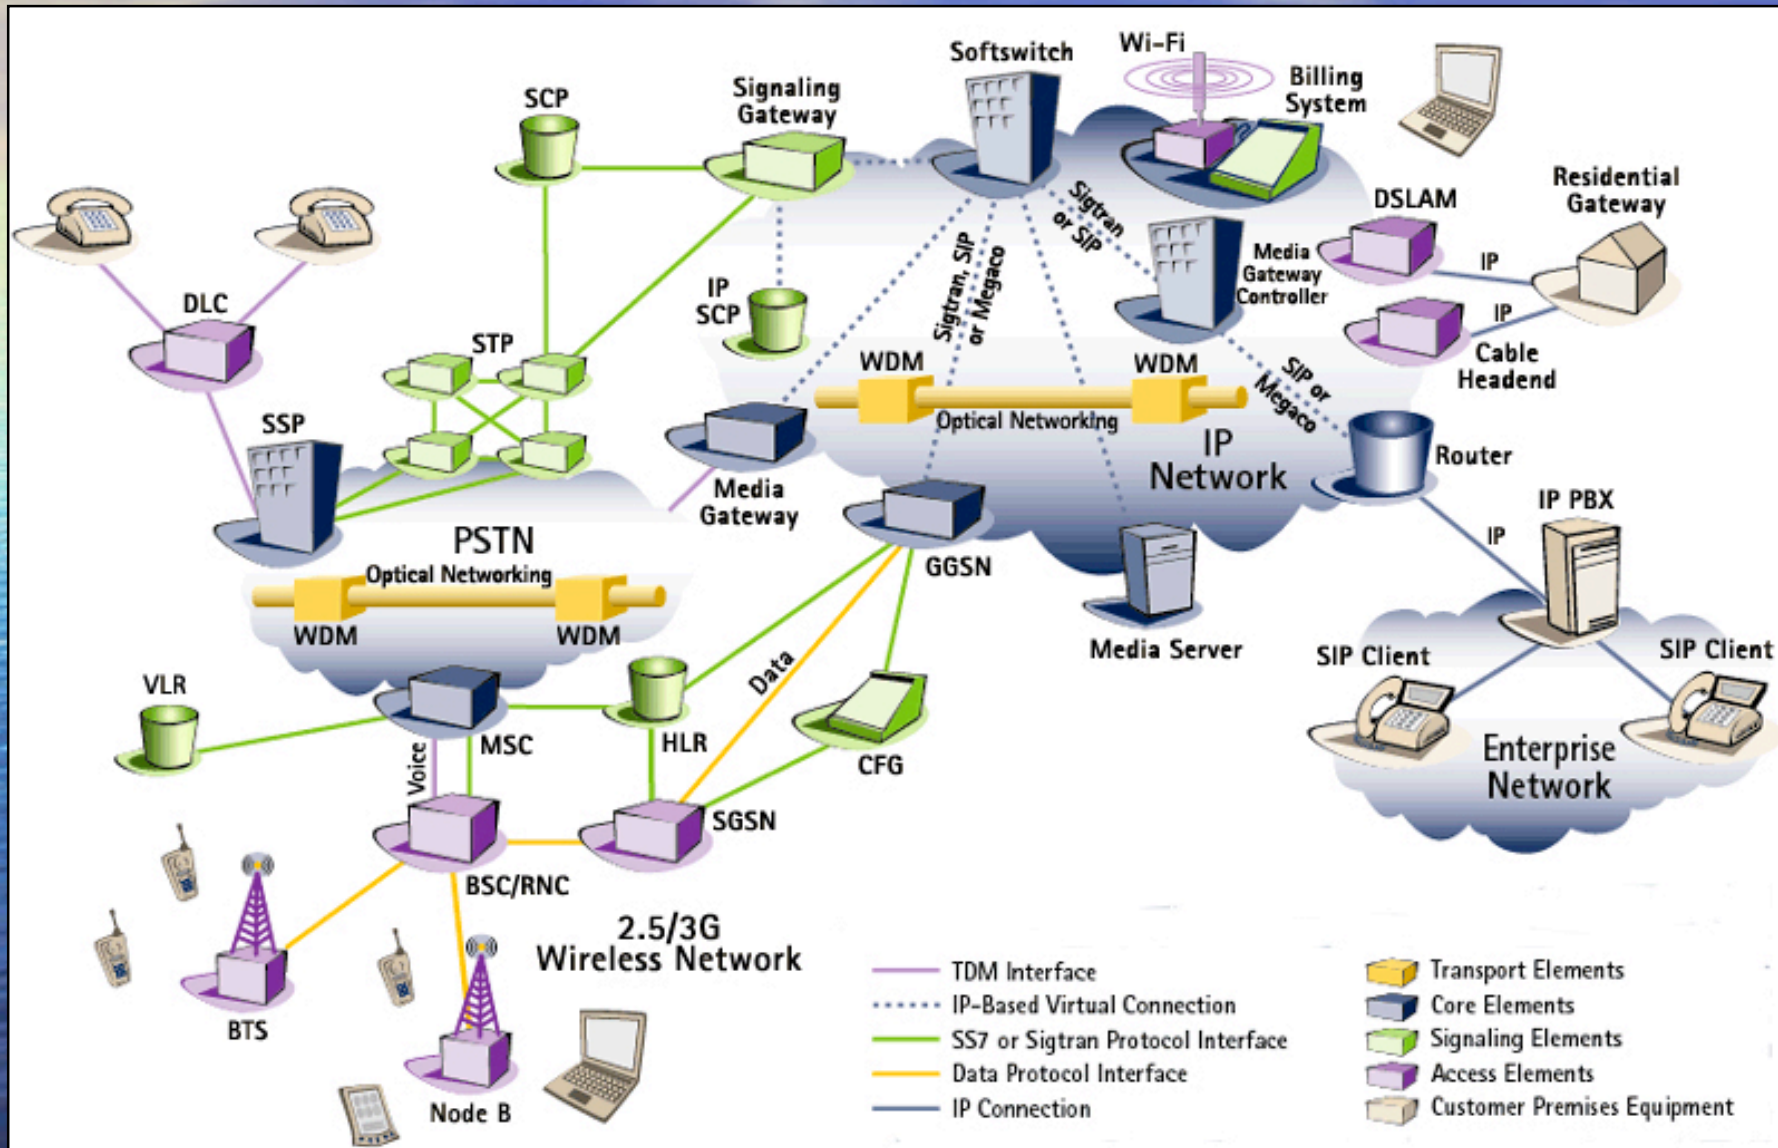 Softswitch
Wi-Fi
Billing
System
Signaling
Gateway
SCP
Residential
Gateway
DSLAM
Sigtran
or SIP
Sigtran, SIP
or Megaco
Media
Gateway
Controller
IP
IP
SCP
DLC
IP
STP
WDM
WDM
Cable
Headend
SIP or
Megaco
SSP
Optical Networking
IP
Network
Router
Media
Gateway
IP PBX
PSTN
IP
Optical Networking
GGSN
WDM
WDM
Media Server
SIP Client
SIP Client
Data
VLR
MSC
HLR
CFG
Voice
Enterprise
Network
SGSN
BSC/RNC
2.5/3G
Wireless Network
BTS
Node B
TDM Interface
IP-Based Virtual Connection
SS7 or Sigtran Protocol Interface
Data Protocol Interface
IP Connection
Transport Elements
Core Elements
Signaling Elements
Access Elements
Customer Premises Equipment